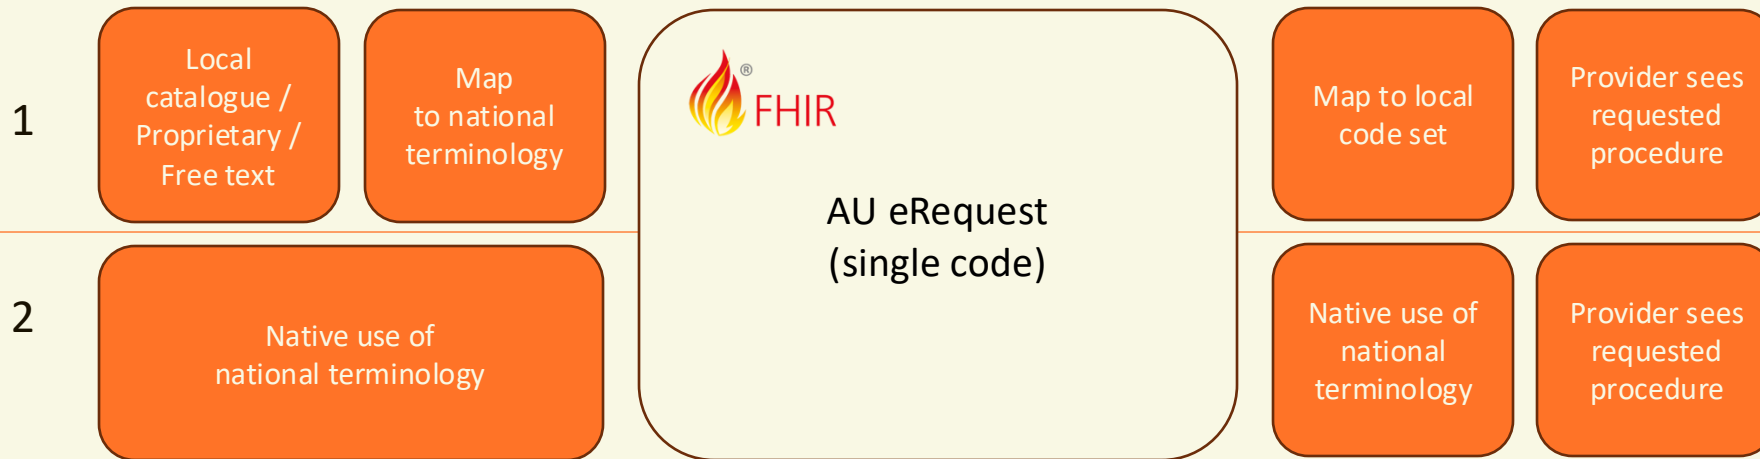 1
Local
catalogue /
Proprietary /
Free text
Map
to national
terminology
® FHIR
AU eRequest
(single code)
Map to local
code set
Provider sees
requested
procedure
2
Native use of
national terminology
Native use of
national
terminology
Provider sees
requested
procedure